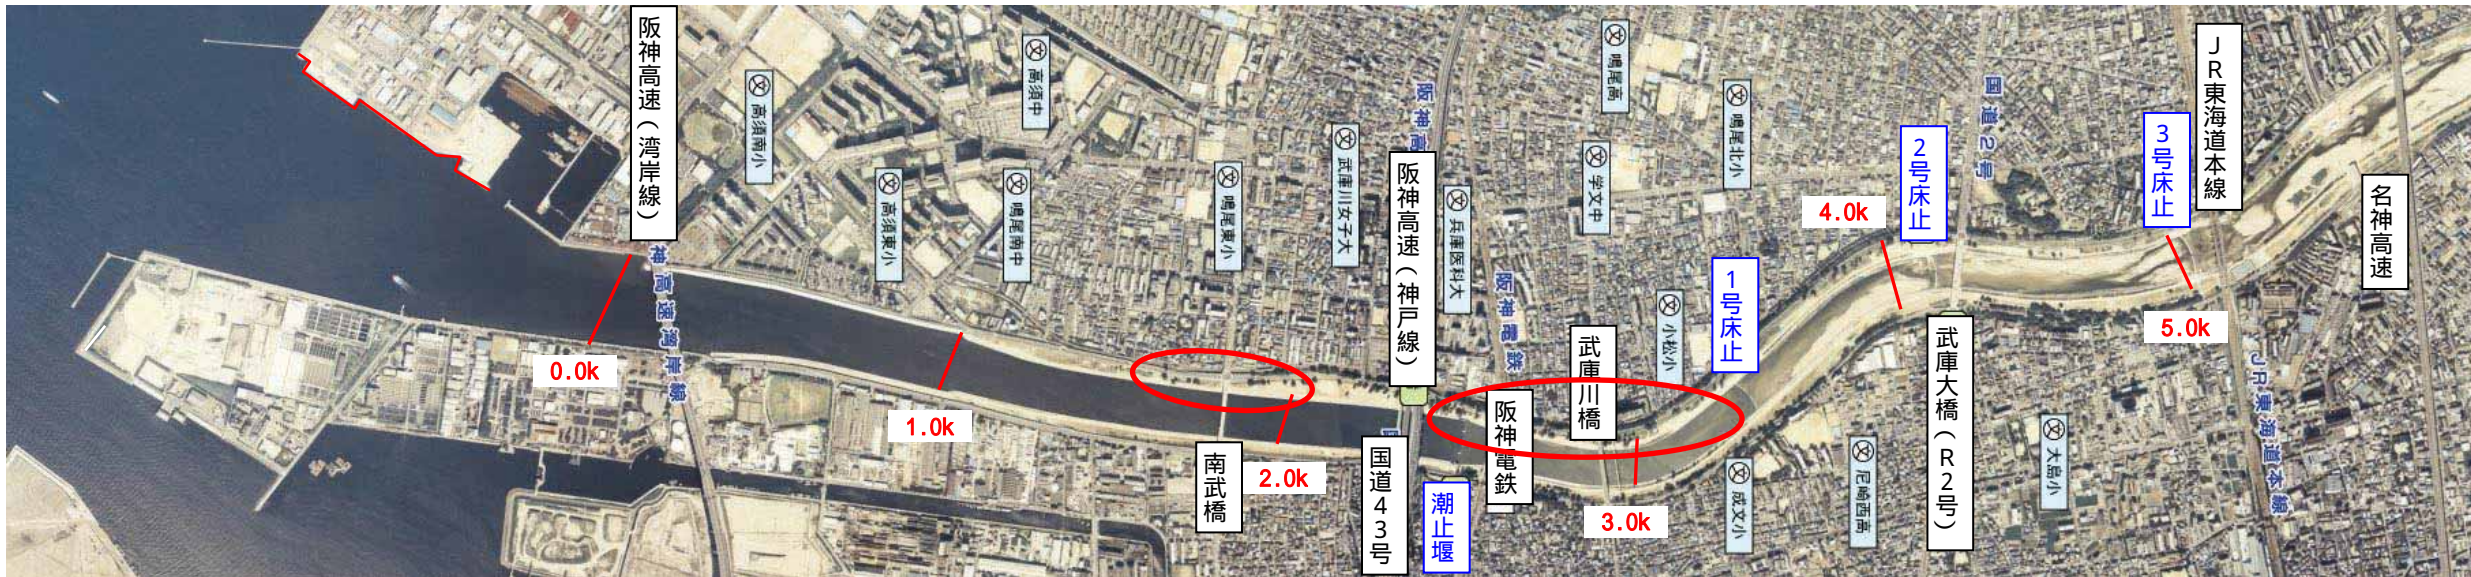 阪神高速(湾岸線)
神高速湾岸線
高須南小
高須中
高須東小
鳴尾南中
鳴尾東小
武庫川女子大
阪神高
阪神高速(神戸線)
兵庫医科大
阪神電鉄
鳴尾高
学文中
鳴尾北小
小松小
1号床止
4.0k
2号床止
国道2号
3号床止
JR東海道本線
名神高速
0.0k
1.0k
南武橋
2.0k
国道43号
潮止堰
阪神電鉄
武庫川橋
3.0k
成文小
尼崎西高
武庫大橋(R2号)
大島小
5.0k
JR東海道本線